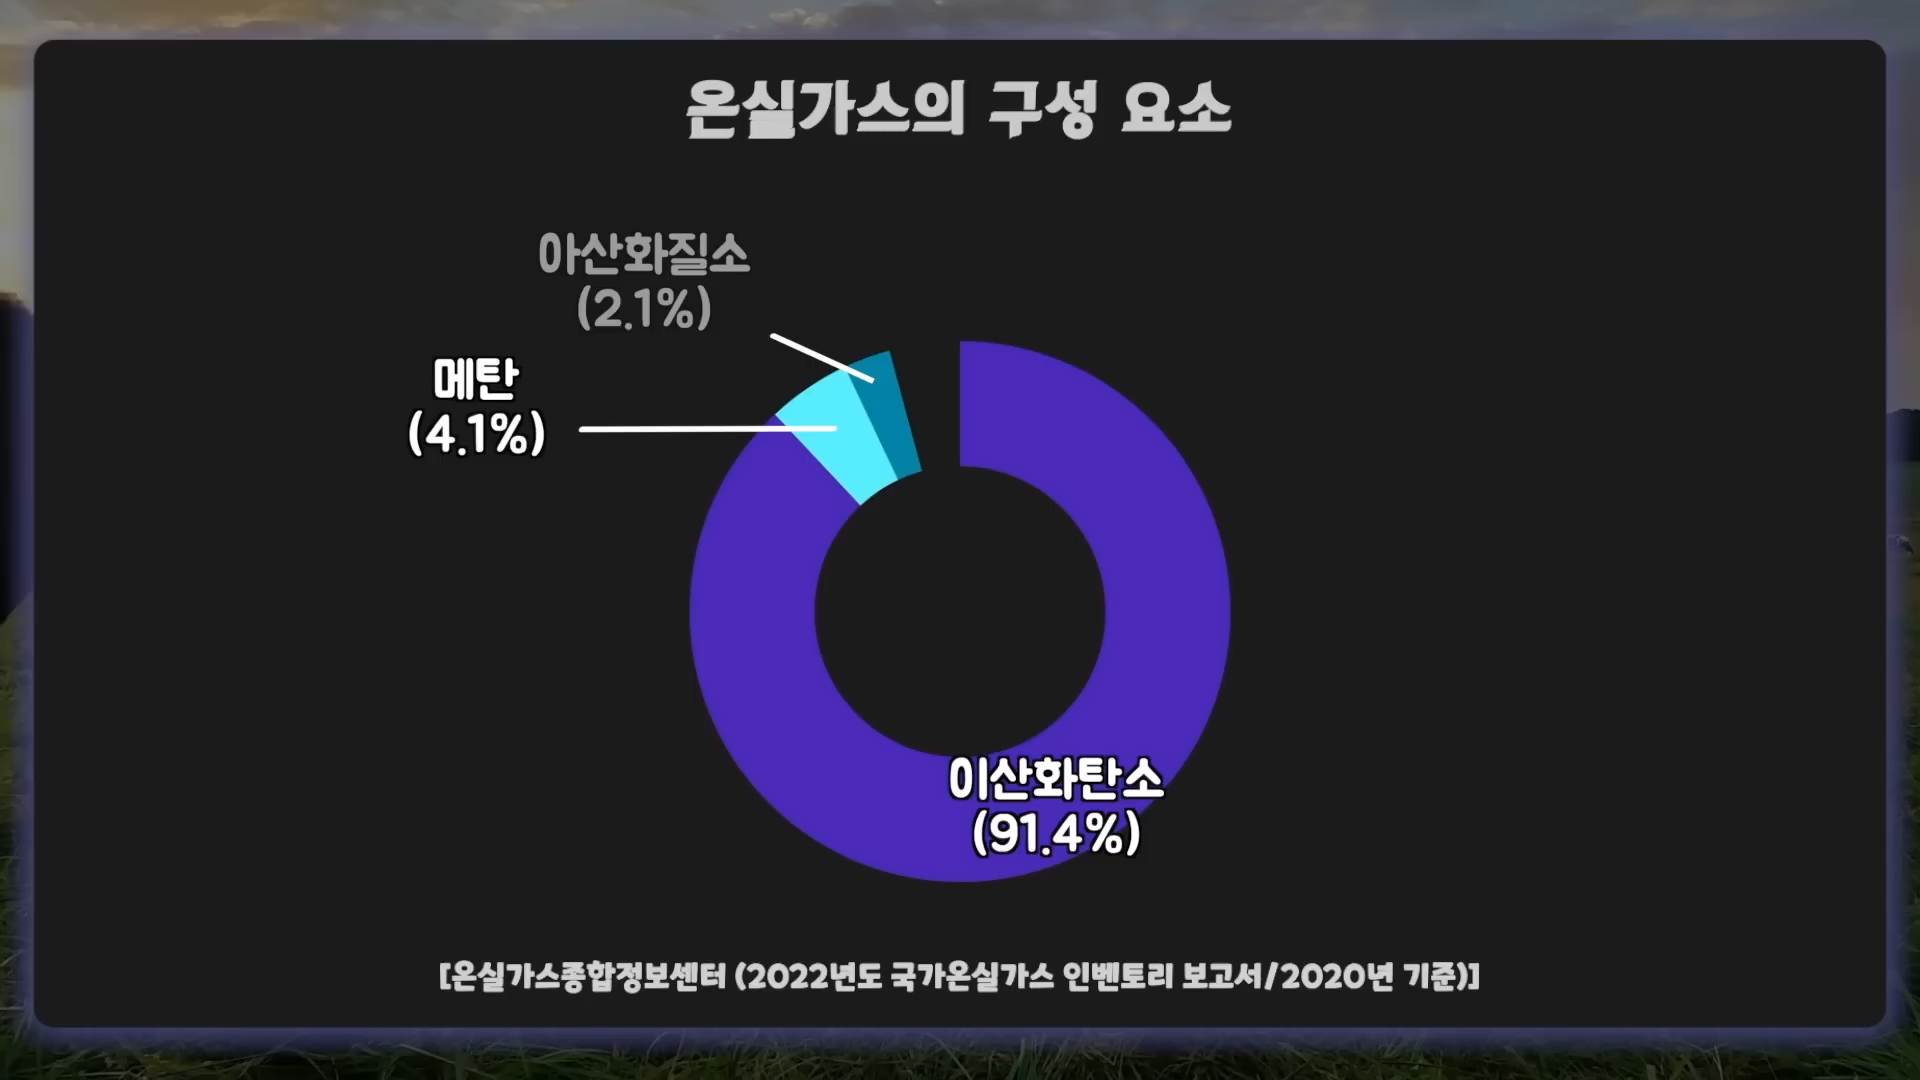 온실가스의 구성 요소
아산화질소
(2.1%)
메탄
(4.1%)
이산화탄소
(91.4%)
[온실가스종합정보센터 (2022년도 국가온실가스 인벤토리 보고서/2020년 기준)]